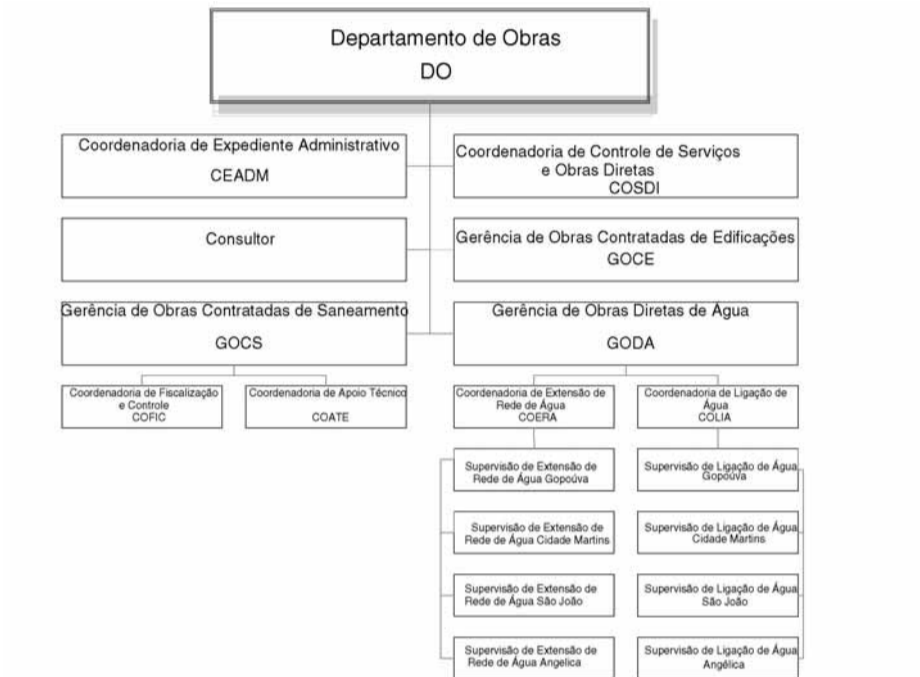 Departamento de Obras
DO
Coordenadoria de Expediente Administrativo
CEADM
Coordenadoria de Controle de Serviços
e Obras Diretas
COSDI
Consultor
Gerência de Obras Contratadas de Edificações
GOCE
Gerência de Obras Contratadas de Saneamento
GOCS
Gerência de Obras Diretas de Água
GODA
Coordenadoria de Fiscalização
e Controle
COFIC
Coordenadoria de Apoio Técnico
COATE
Coordenadoria de Extensão de
Rede de Água
COERA
Coordenadoria de Ligação de
Água
COLIA
Supervisão de Extensão de
Rede de Água Gopoúva
Supervisão de Ligação de Água
Gopoúva
Supervisão de Extensão de
Rede de Água Cidade Martins
Supervisão de Ligação de Água
Cidade Martins
Supervisão de Extensão de
Rede de Água São João
Supervisão de Ligação de Água
São João
Supervisão de Extensão de
Rede de Água Angelica
Supervisão de Ligação de Água
Angélica